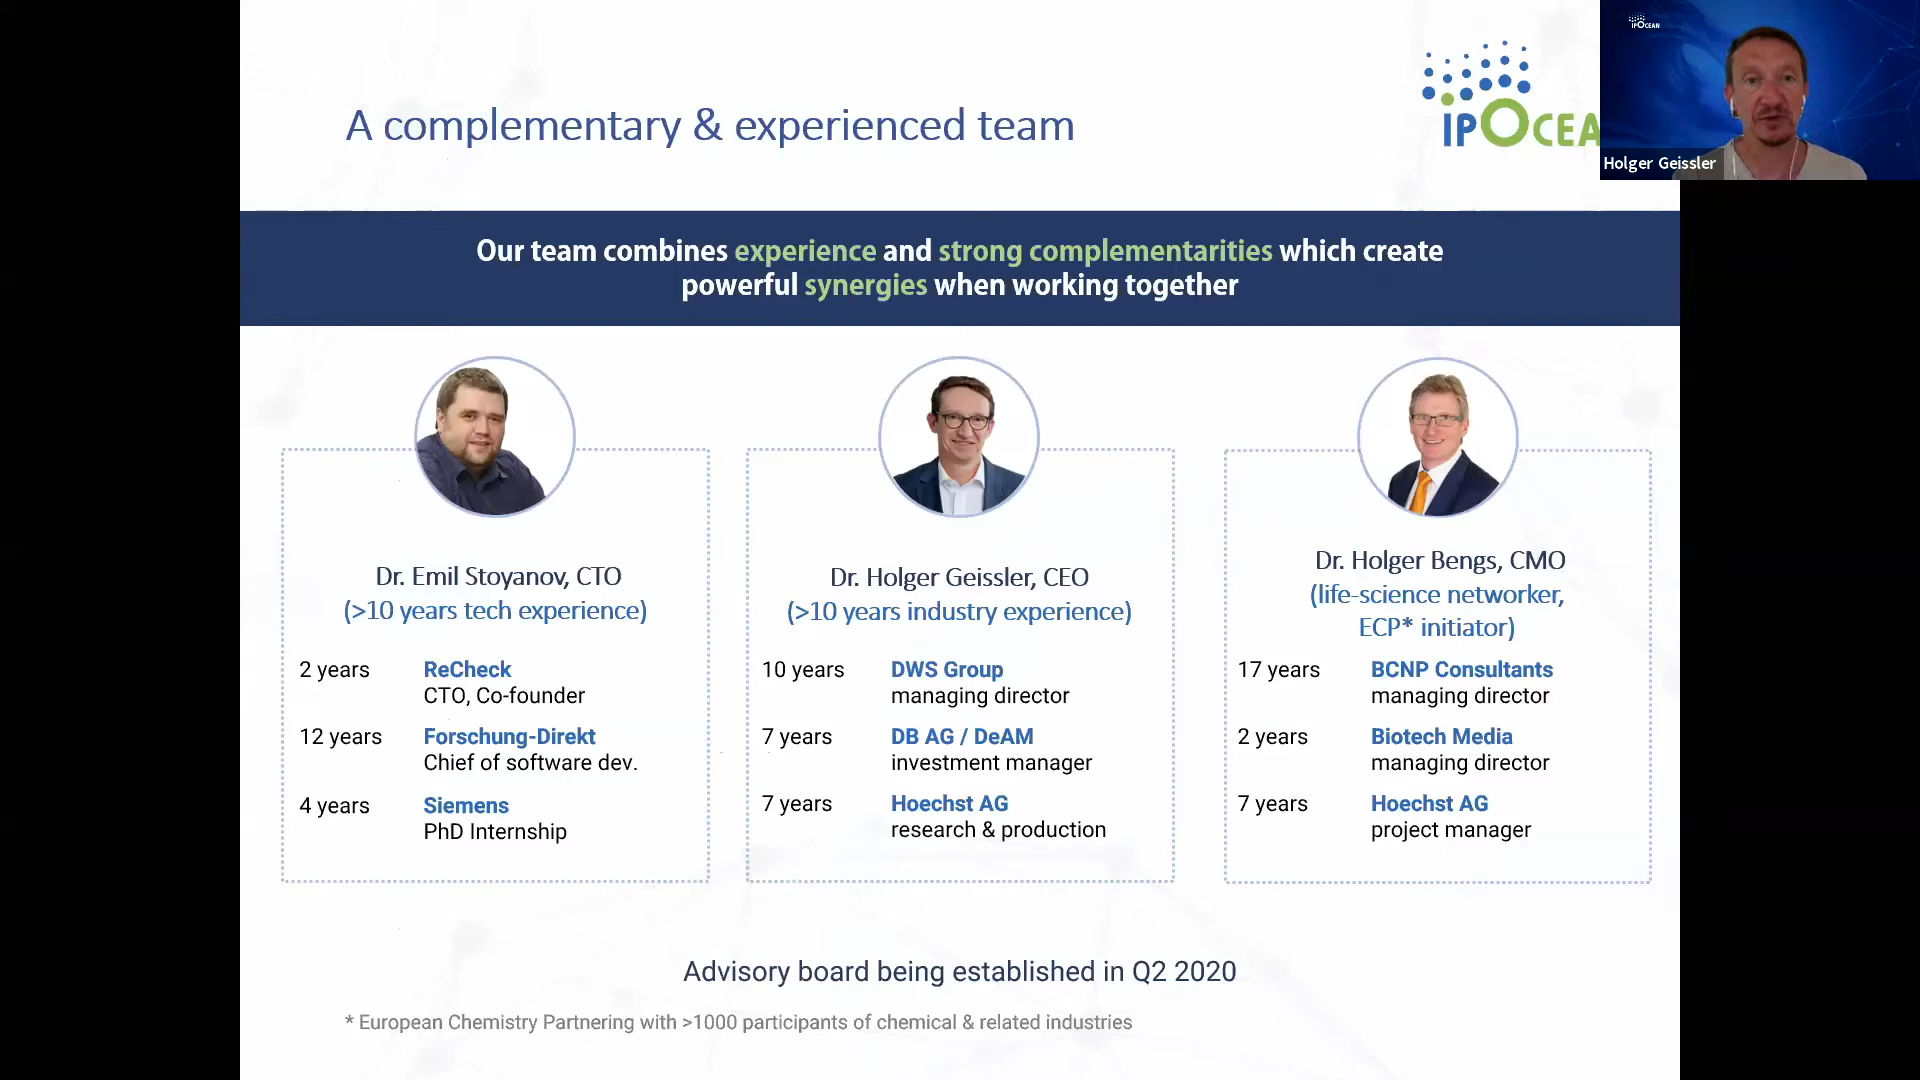 A complementary & experienced team
IPOCEA
IPOCEAN
Holger Geissler
Our team combines experience and strong complementarities which create
powerful synergies when working together
Dr. Emil Stoyanov, CTO
(>10 years tech experience)
2 years ReCheck
CTO, Co-founder
12 years Forschung-Direkt
Chief of software dev.
4 years Siemens
PhD Internship
Dr. Holger Geissler, CEO
(>10 years industry experience)
10 years DWS Group
managing director
7 years DB AG / DeAM
investment manager
7 years Hoechst AG
research & production
Dr. Holger Bengs, CMO
(life-science networker,
ECP* initiator)
17 years BCNP Consultants
managing director
2 years Biotech Media
managing director
7 years Hoechst AG
project manager
Advisory board being established in Q2 2020
* European Chemistry Partnering with >1000 participants of chemical & related industries